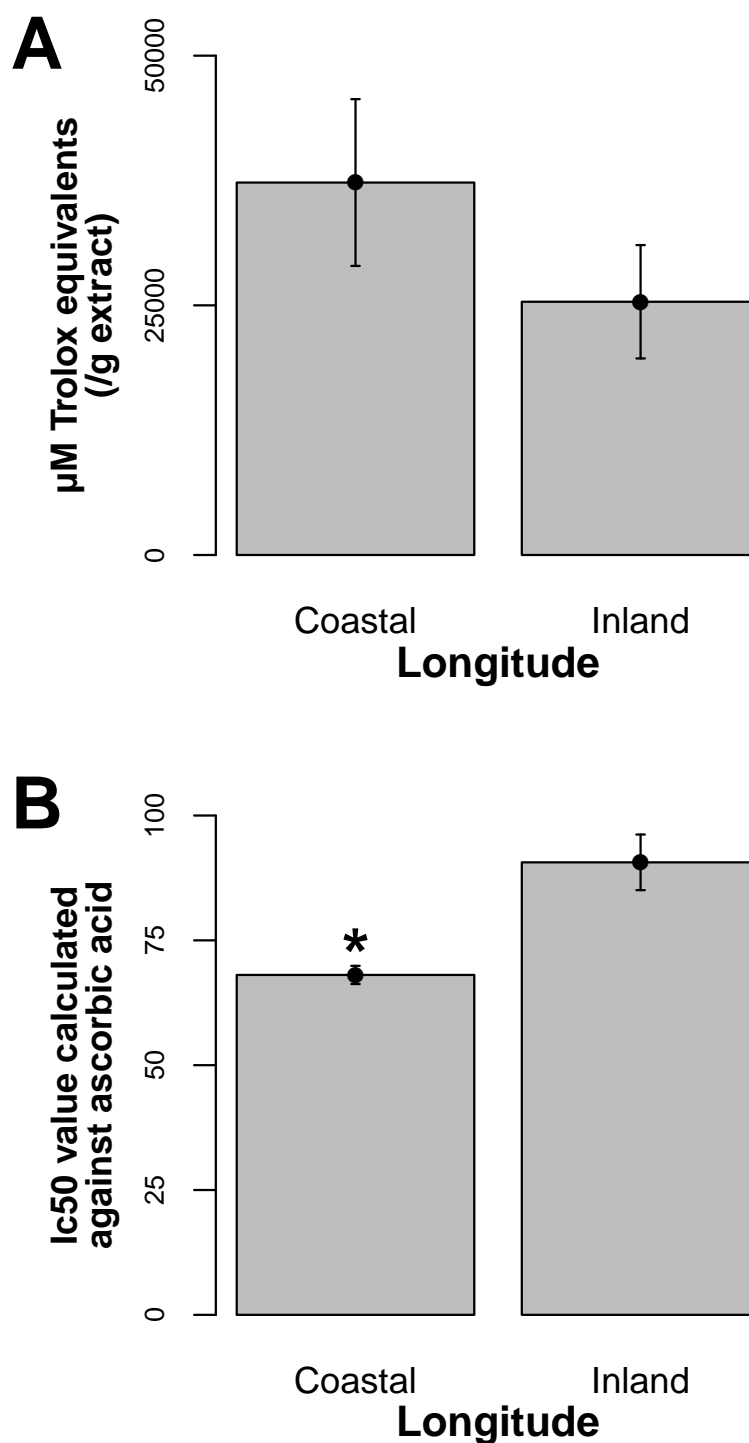 A
50000
25000
0
µM Trolox equivalents
(/g extract)
Coastal
Inland
Longitude
B
100
75
50
25
0
Ic50 value calculated
against ascorbic acid
*
Coastal
Inland
Longitude